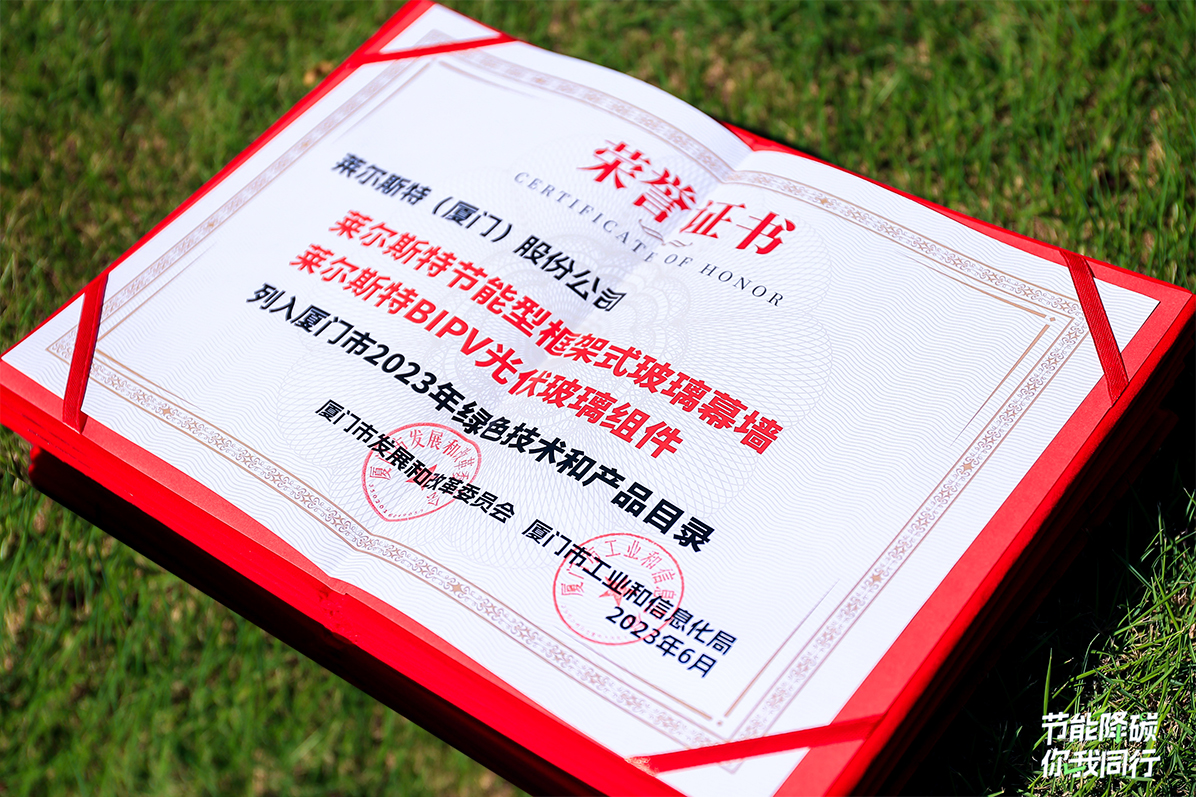 荣誉证书
CERTIFICATE OF HONOR
莱尔斯特（厦门）股份公司
莱尔斯特节能型框架式玻璃幕墙
莱尔斯特BIPV光伏玻璃组件
列入厦门市2023年绿色技术和产品目录
厦门市发展和改革委员会 厦门市工业和信息化局
2023年6月
节能降碳
你我同行